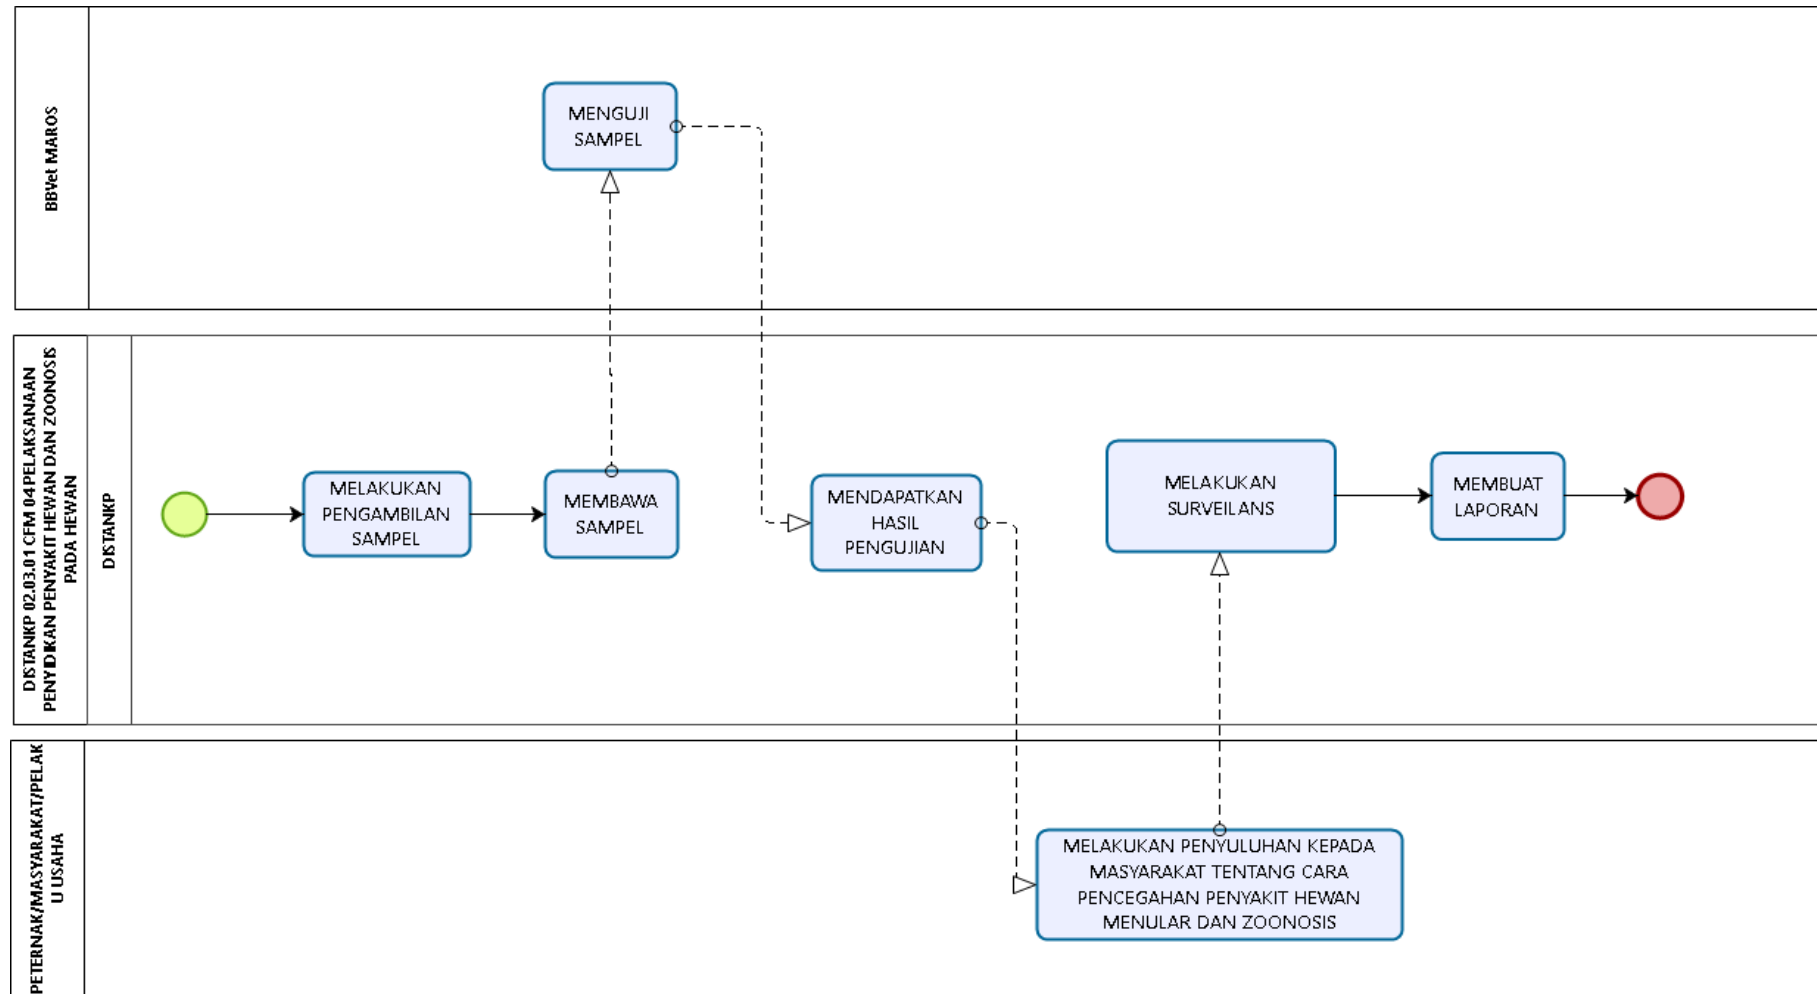 BBVet MAROS
MENGUJI
SAMPEL
DISTANKP 02.03.01 CFM 04 PELAKSANAAN
PENYIDIKAN PENYAKIT HEWAN DAN ZOONOSIS
PADA HEWAN
DISTANKP
MELAKUKAN
PENGAMBILAN
SAMPEL
MEMBAWA
SAMPEL
MENDAPATKAN
HASIL
PENGUJIAN
MELAKUKAN
SURVEILANS
MEMBUAT
LAPORAN
PETERNAK/MASYARAKAT/PELAK
U USAHA
MELAKUKAN PENYULUHAN KEPADA
MASYARAKAT TENTANG CARA
PENCEGAHAN PENYAKIT HEWAN
MENULAR DAN ZOONOSIS